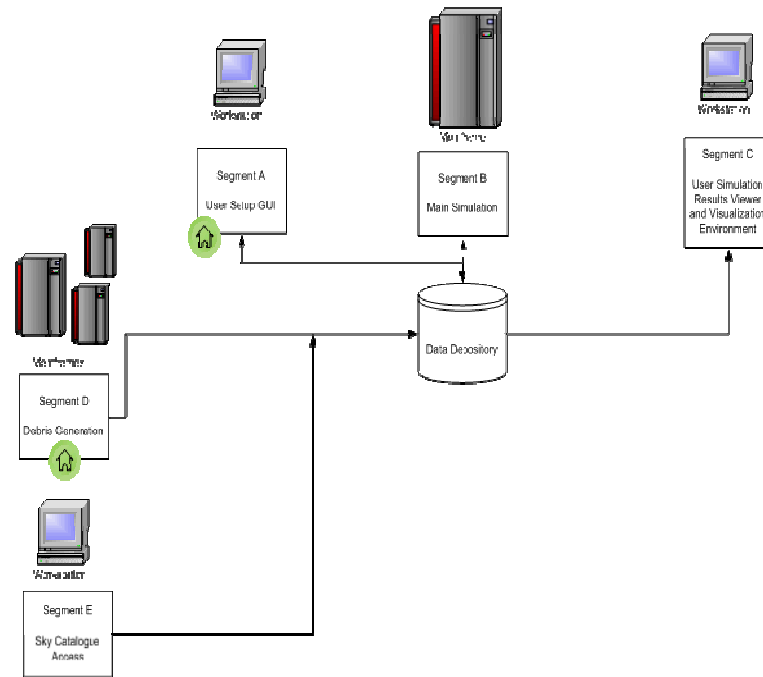 Workstation
Workstation
Segment A
User Setup GUI
Segment B
Main Simulation
Segment C
User Simulation
Results Viewer
and Visualization
Environment
Data Depository
Segment D
Debris Generation
Segment E
Sky Catalogue
Access